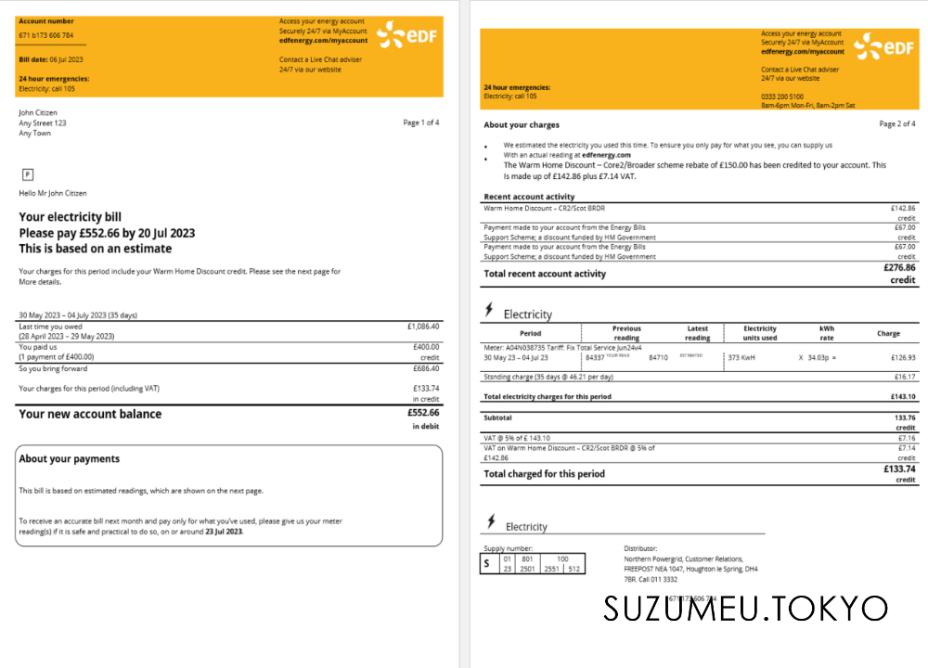 Account number
671 b173 606 784
Bill date: 06 Jul 2023
24 hour emergencies:
Electricity: call 105
Access your energy account
Securely 24/7 via MyAccount
edfenergy.com/myaccount
Contact a Live Chat adviser
24/7 via our website
eDF
John Citizen
Any Street 123
Any Town
Page 1 of 4
P
Hello Mr John Citizen
Your electricity bill
Please pay £552.66 by 20 Jul 2023
This is based on an estimate
Your charges for this period include your Warm Home Discount credit. Please see the next page for
More details.
30 May 2023 – 04 July 2023 (35 days)
Last time you owed £1,086.40
(28 April 2023 – 29 May 2023)
You paid us £400.00
(1 payment of £400.00) credit
So you bring forward £686.40
Your charges for this period (including VAT) £133.74
in credit
Your new account balance £552.66
in debit
About your payments
This bill is based on estimated readings, which are shown on the next page.
To receive an accurate bill next month and pay only for what you've used, please give us your meter
reading(s) if it is safe and practical to do so, on or around 23 Jul 2023.
24 hour emergencies:
Electricity: call 105
Access your energy account
Securely 24/7 via MyAccount
edfenergy.com/myaccount
Contact a Live Chat adviser
24/7 via our website
0333 200 5100
8am-6pm Mon-Fri, 8am-2pm Sat
eDF
About your charges Page 2 of 4
We estimated the electricity you used this time. To ensure you only pay for what you see, you can supply us
With an actual reading at edfenergy.com
The Warm Home Discount – Core2/Broader scheme rebate of £150.00 has been credited to your account. This
Is made up of £142.86 plus £7.14 VAT.
Recent account activity
Warm Home Discount – CR2/Scot BRDR £142.86
credit
Payment made to your account from the Energy Bills £67.00
Support Scheme; a discount funded by HM Government credit
Payment made to your account from the Energy Bills £67.00
Support Scheme; a discount funded by HM Government credit
Total recent account activity £276.86
credit
Electricity
Period Previous reading Latest reading Electricity units used kWh rate Charge
Meter: A04N038735 Tariff: Fix Total Service Jun24v4
30 May 23 – 04 Jul 23 84337 YOUR READ 84710 ESTIMATED 373 KwH X 34.03p = £126.93
Standing charge (35 days @ 46.21 per day) £16.17
Total electricity charges for this period £143.10
Subtotal 133.76
credit
VAT @ 5% of £ 143.10 £7.16
VAT on Warm Home Discount – CR2/Scot BRDR @ 5% of £7.14
£142.86 credit
Total charged for this period £133.74
credit
Electricity
Supply number:
S 01 801 100
23 2501 2551 512
Distributor:
Northern Powergrid, Customer Relations,
FREEPOST NEA 1047, Houghton le Spring, DH4
7BR. Call 011 3332
SUZUMEU.TOKYO